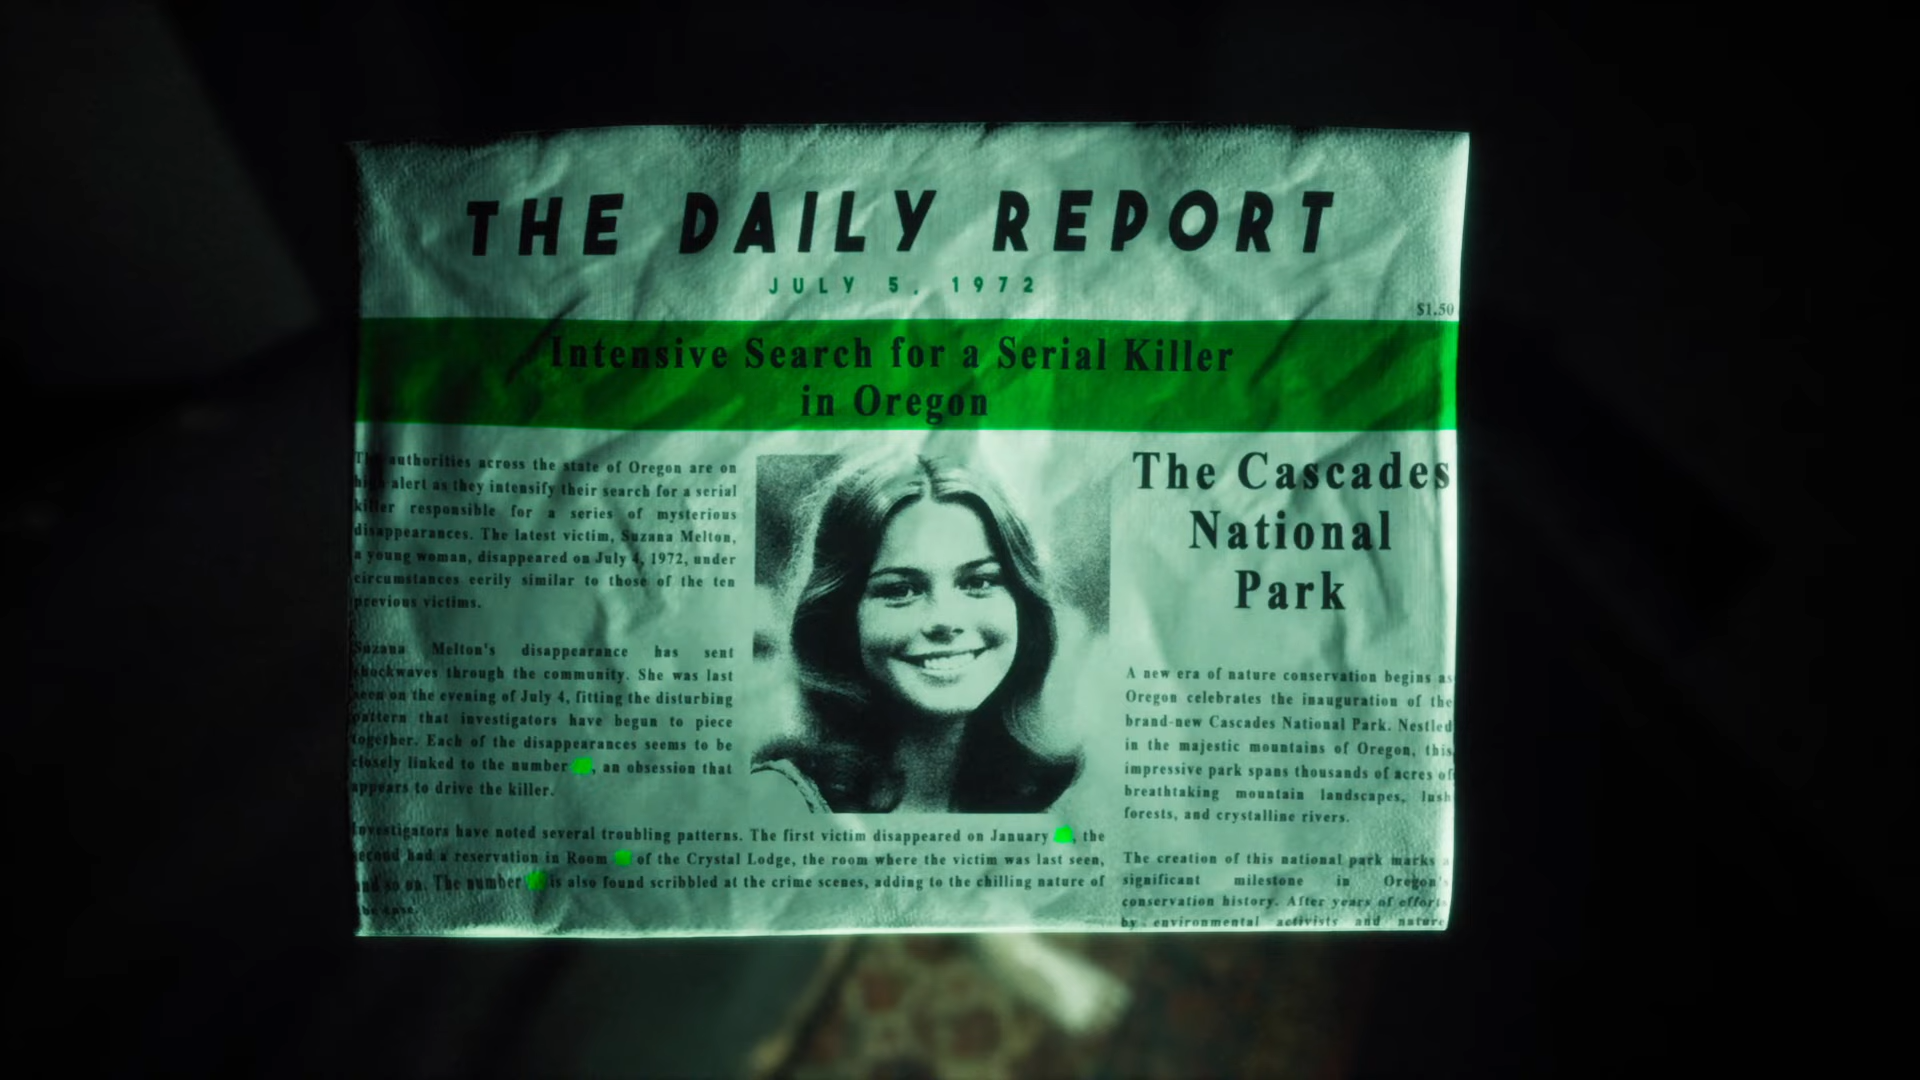 THE DAILY REPORT
JULY 5, 1972
$1.50
Intensive Search for a Serial Killer
in Oregon
The authorities across the state of Oregon are on
high alert as they intensify their search for a serial
killer responsible for a series of mysterious
disappearances. The latest victim, Suzana Melton,
a young woman, disappeared on July 4, 1972, under
circumstances eerily similar to those of the ten
previous victims.
Suzana Melton's disappearance has sent
shockwaves through the community. She was last
seen on the evening of July 4, fitting the disturbing
pattern that investigators have begun to piece
together. Each of the disappearances seems to be
closely linked to the number , an obsession that
appears to drive the killer.
Investigators have noted several troubling patterns. The first victim disappeared on January , the
second had a reservation in Room of the Crystal Lodge, the room where the victim was last seen,
and so on. The number is also found scribbled at the crime scenes, adding to the chilling nature of
the case.
The Cascades
National
Park
A new era of nature conservation begins as
Oregon celebrates the inauguration of the
brand-new Cascades National Park. Nestled
in the majestic mountains of Oregon, this
impressive park spans thousands of acres of
breathtaking mountain landscapes, lush
forests, and crystalline rivers.
The creation of this national park marks a
significant milestone in Oregon's
conservation history. After years of efforts
by environmental activists and nature